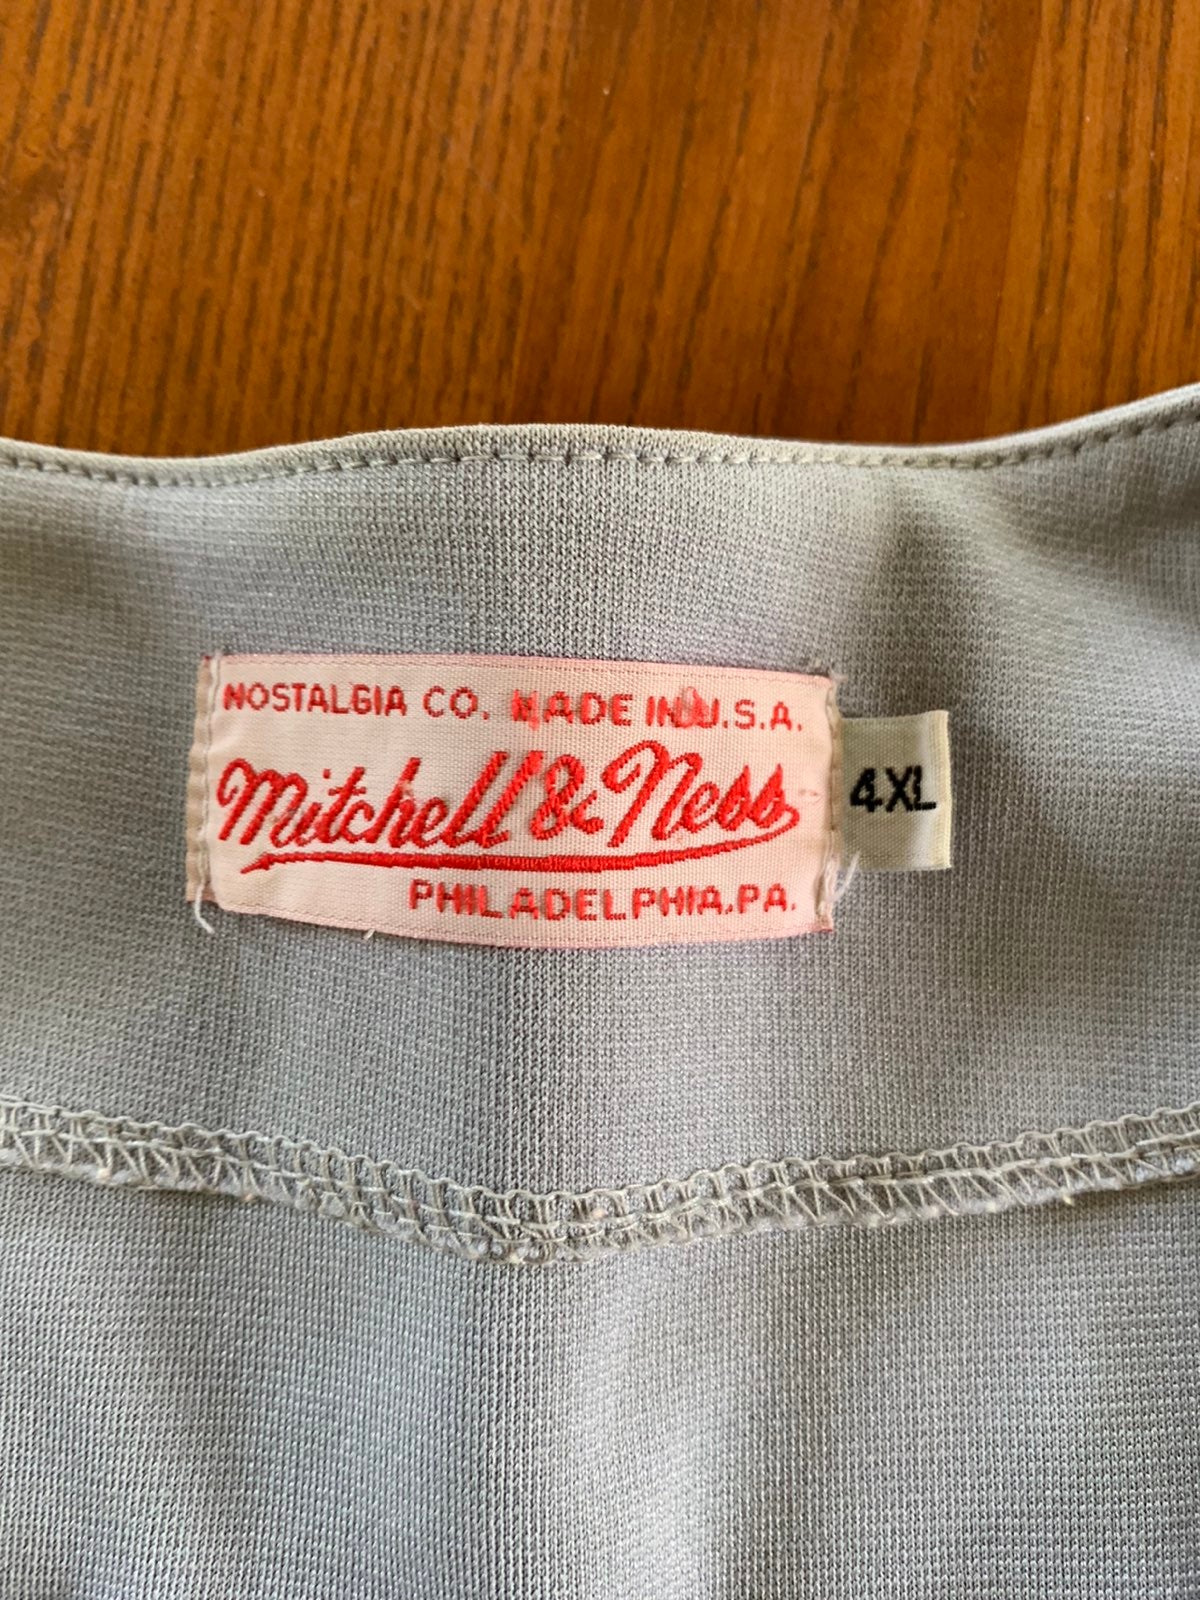 NOSTALGIA CO. MADE IN U.S.A.
Mitchell & Ness
PHILADELPHIA, PA.
4XL